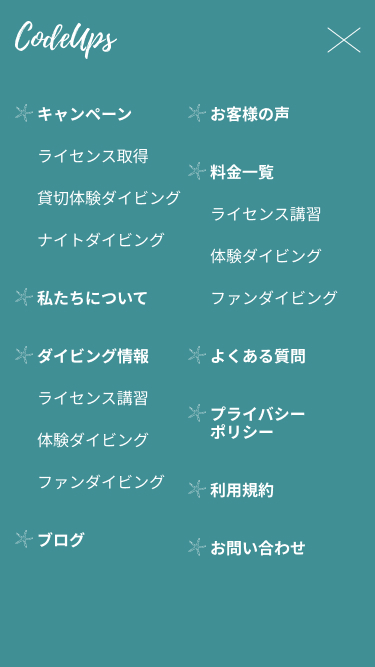 CodeUps
キャンペーン
ライセンス取得
貸切体験ダイビング
ナイトダイビング
私たちについて
ダイビング情報
ライセンス講習
体験ダイビング
ファンダイビング
ブログ
お客様の声
料金一覧
ライセンス講習
体験ダイビング
ファンダイビング
よくある質問
プライバシー
ポリシー
利用規約
お問い合わせ